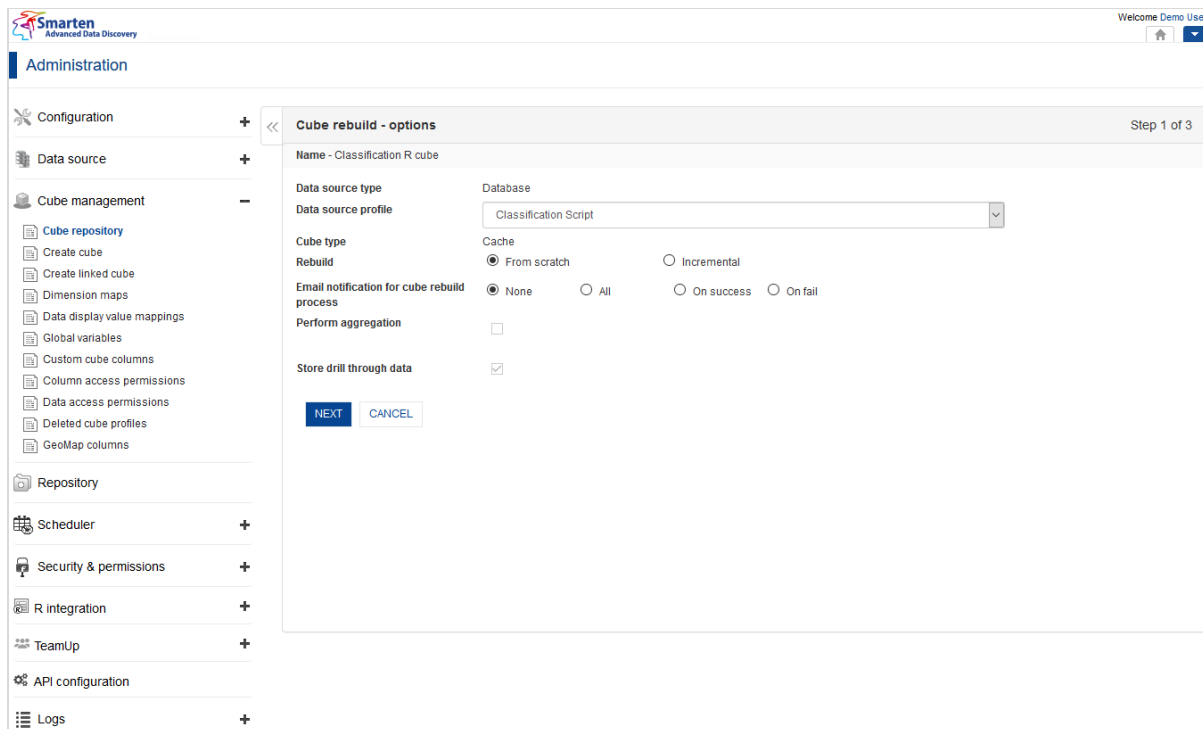 Smarten
Advanced Data Discovery
Welcome Demo Use
Administration
Configuration
Data source
Cube management
Cube repository
Create cube
Create linked cube
Dimension maps
Data display value mappings
Global variables
Custom cube columns
Column access permissions
Data access permissions
Deleted cube profiles
GeoMap columns
Repository
Scheduler
Security & permissions
R integration
TeamUp
API configuration
Logs
Cube rebuild - options Step 1 of 3
Name - Classification R cube
Data source type Database
Data source profile Classification Script
Cube type Cache
Rebuild From scratch Incremental
Email notification for cube rebuild
process None All On success On fail
Perform aggregation
Store drill through data
NEXT CANCEL